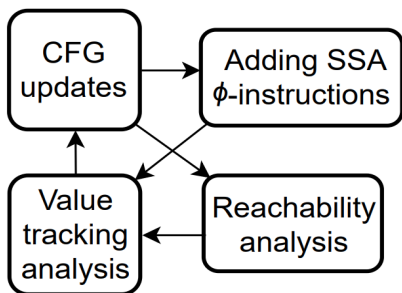 CFG
updates
Adding SSA
ϕ-instructions
Value
tracking
analysis
Reachability
analysis